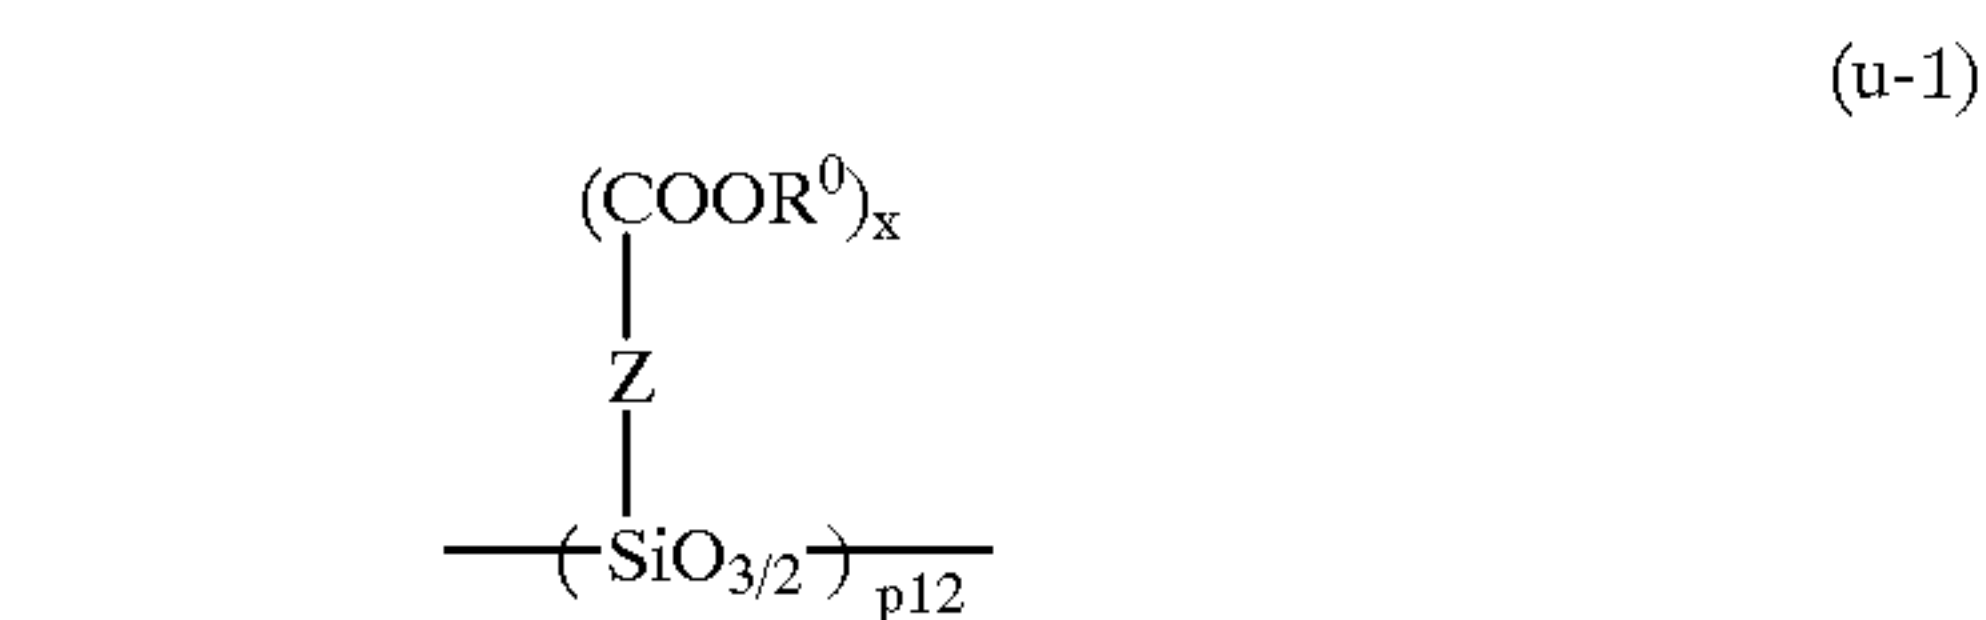 (u-1)
(COOR⁰)ₓ
Z
(SiO₃/₂)ₚ₁₂